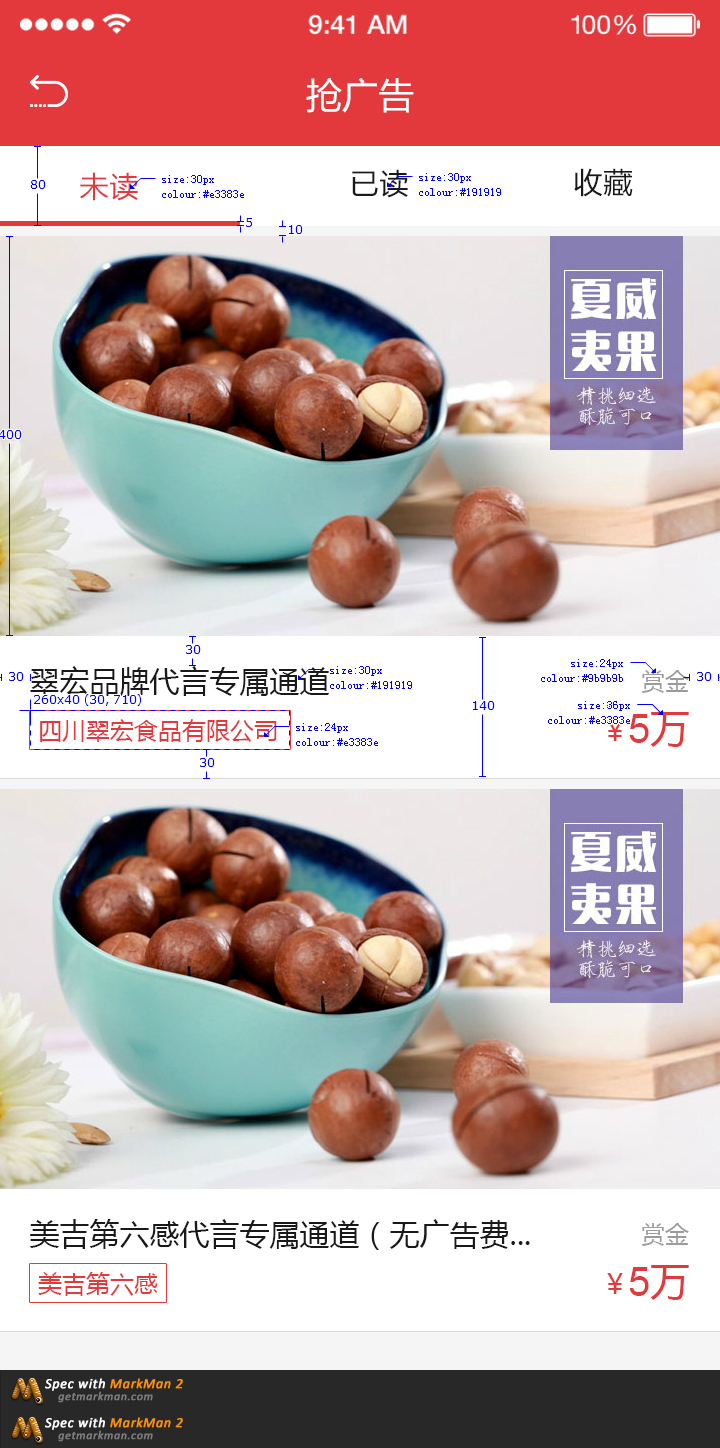 9:41 AM 100%
抢广告
未读 已读 收藏
size:30px
colour:#e3383e
size:30px
colour:#191919
80
5
10
夏威
夷果
精挑细选
酥脆可口
400
30
翠宏品牌代言专属通道 赏金
30
size:30px
colour:#191919
size:24px
colour:#9b9b9b
30
260x40 (30, 710)
140
size:36px
colour:#e3383e
四川翠宏食品有限公司 ¥5万
size:24px
colour:#e3383e
30
夏威
夷果
精挑细选
酥脆可口
美吉第六感代言专属通道（无广告费... 赏金
美吉第六感 ¥5万
Spec with MarkMan 2
getmarkman.com
Spec with MarkMan 2
getmarkman.com